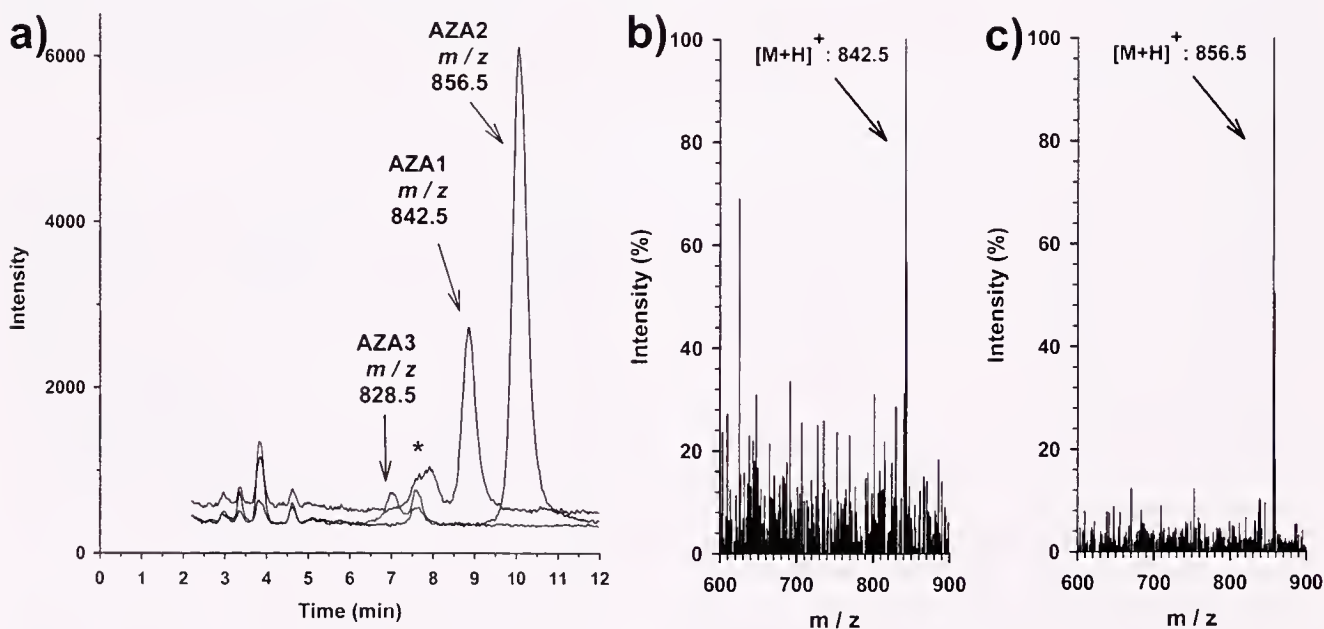 a)
6000
4000
2000
0
Intensity
0 1 2 3 4 5 6 7 8 9 10 11 12
Time (min)
AZA2
m / z
856.5
AZA1
m / z
842.5
AZA3
m / z
828.5
*
b)
100
80
60
40
20
0
Intensity (%)
[M+H]+ : 842.5
600 700 800 900
m / z
c)
100
80
60
40
20
0
Intensity (%)
[M+H]+ : 856.5
600 700 800 900
m / z